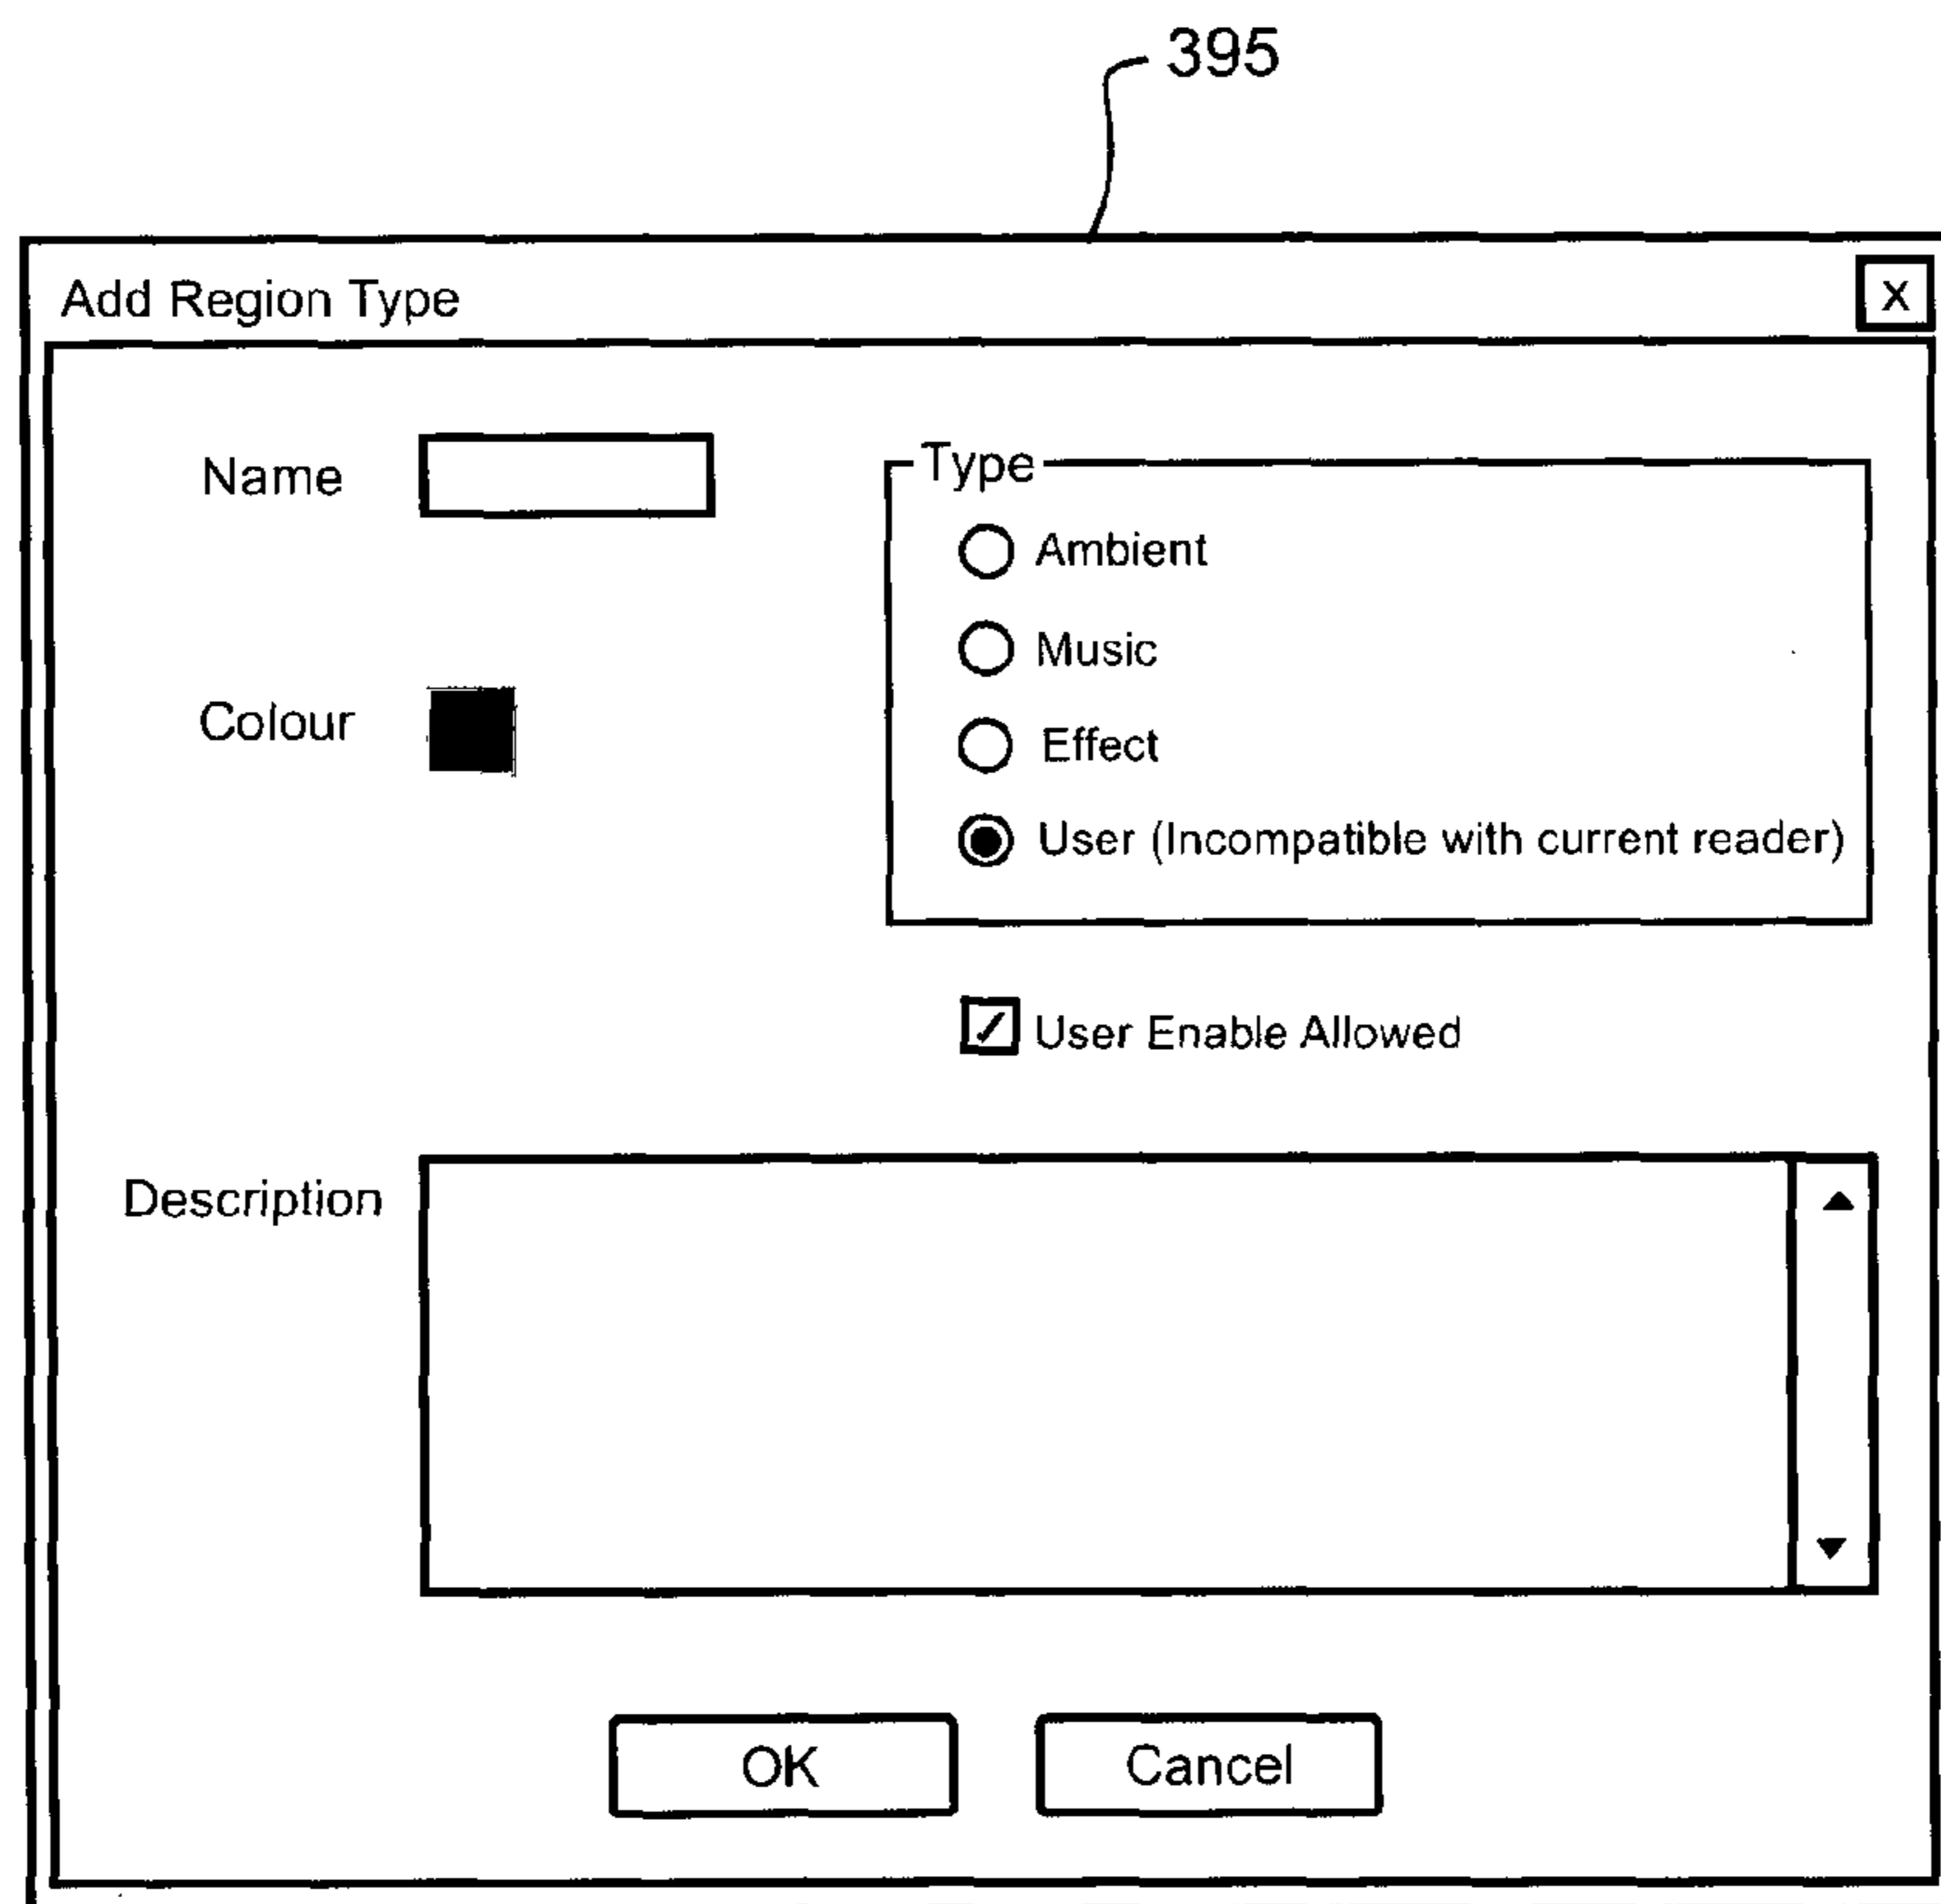 395
Add Region Type
X
Name
Type
Ambient
Music
Colour
Effect
User (Incompatible with current reader)
User Enable Allowed
Description
OK
Cancel